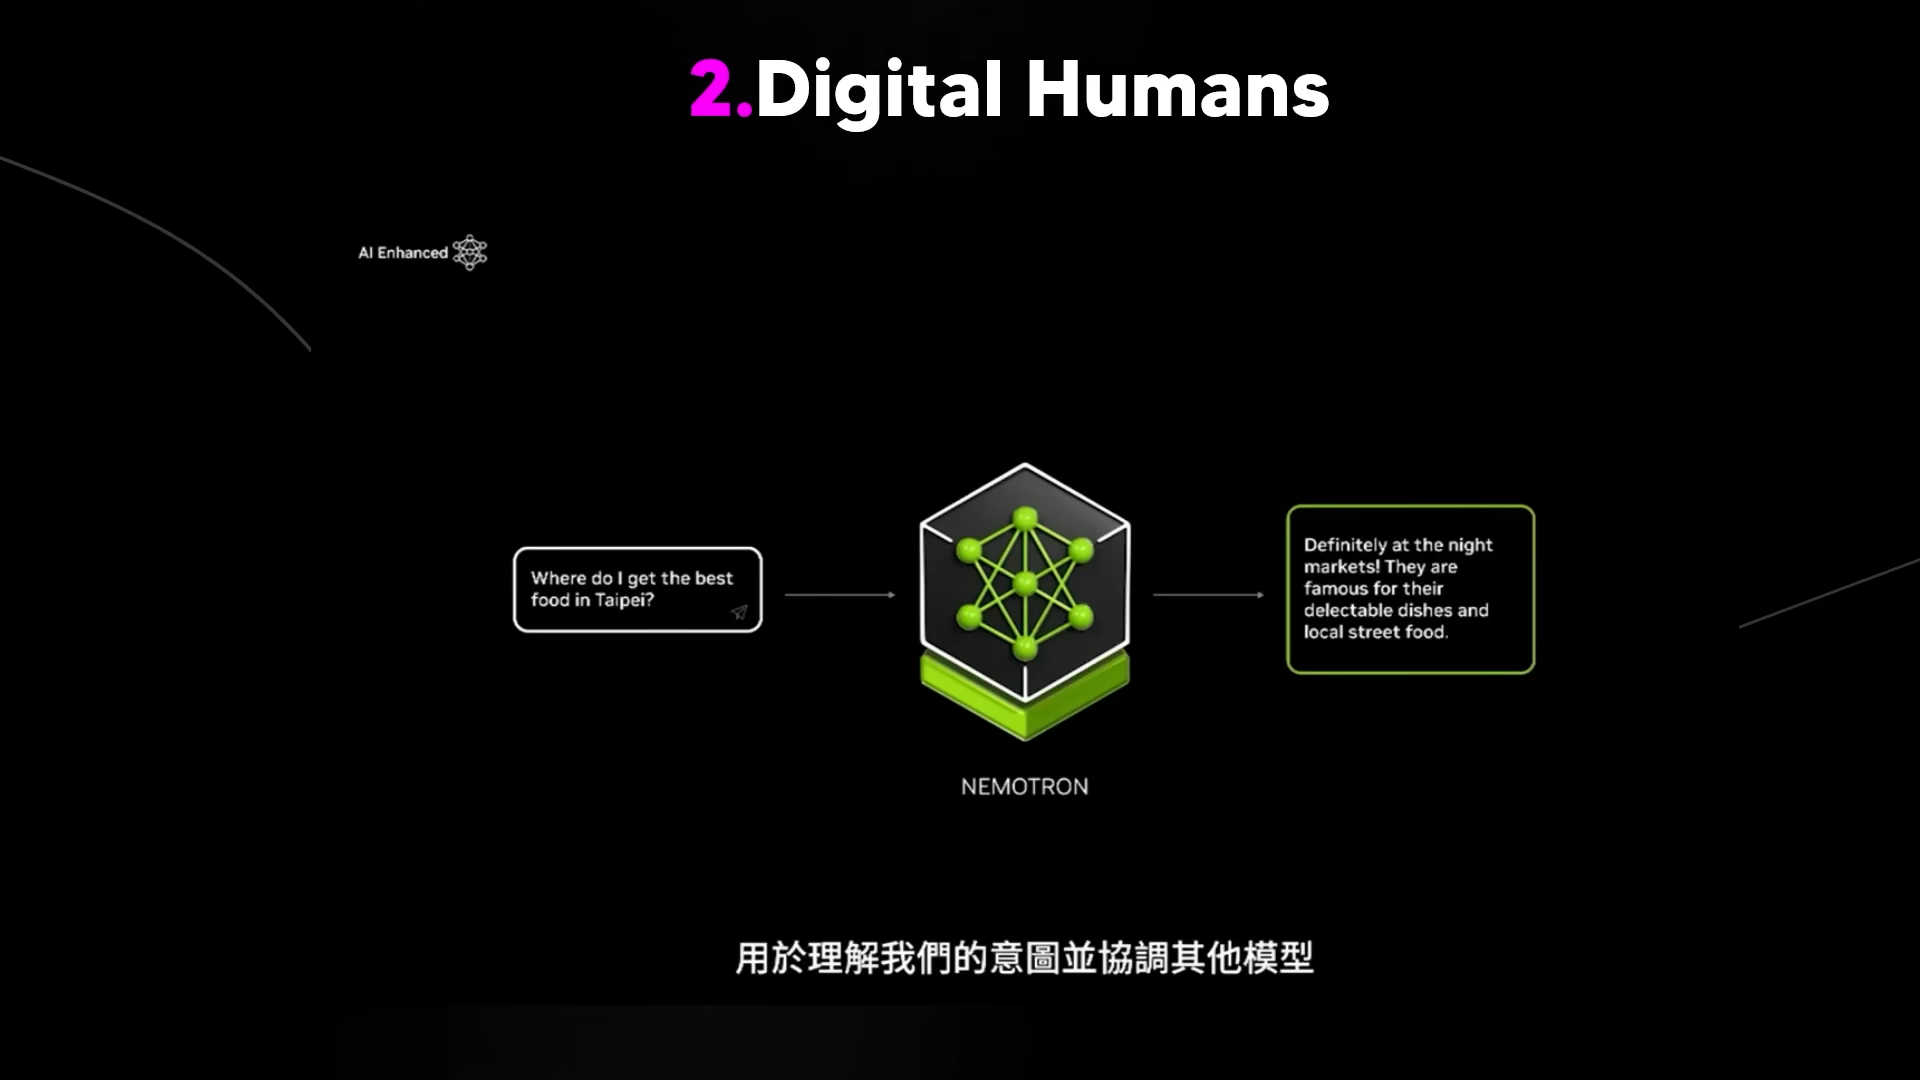 2.Digital Humans
AI Enhanced
Where do I get the best
food in Taipei?
Definitely at the night
markets! They are
famous for their
delectable dishes and
local street food.
NEMOTRON
用於理解我們的意圖並協調其他模型